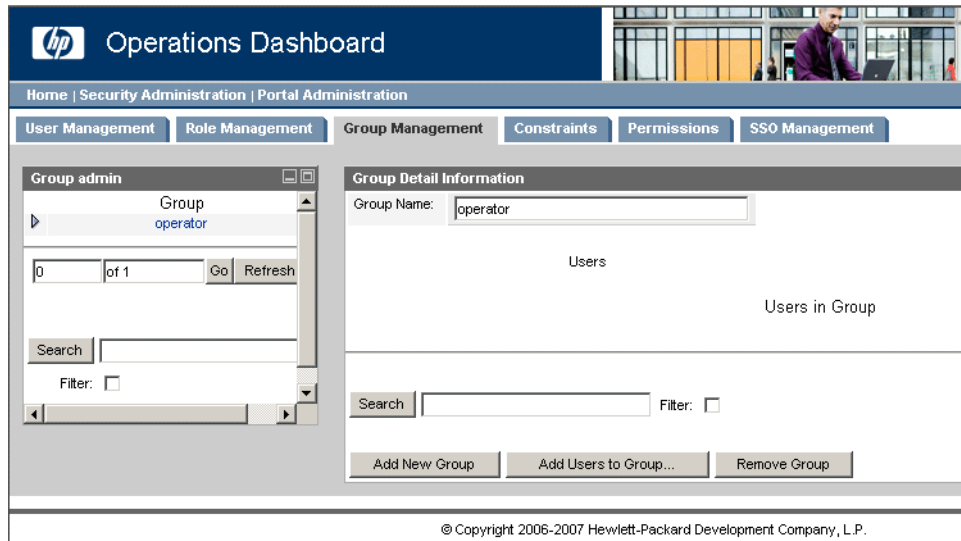 hp Operations Dashboard
Home | Security Administration | Portal Administration
User Management Role Management Group Management Constraints Permissions SSO Management
Group admin
Group
operator
0 of 1 Go Refresh
Search
Filter:
Group Detail Information
Group Name: operator
Users
Users in Group
Search Filter:
Add New Group Add Users to Group... Remove Group
© Copyright 2006-2007 Hewlett-Packard Development Company, L.P.